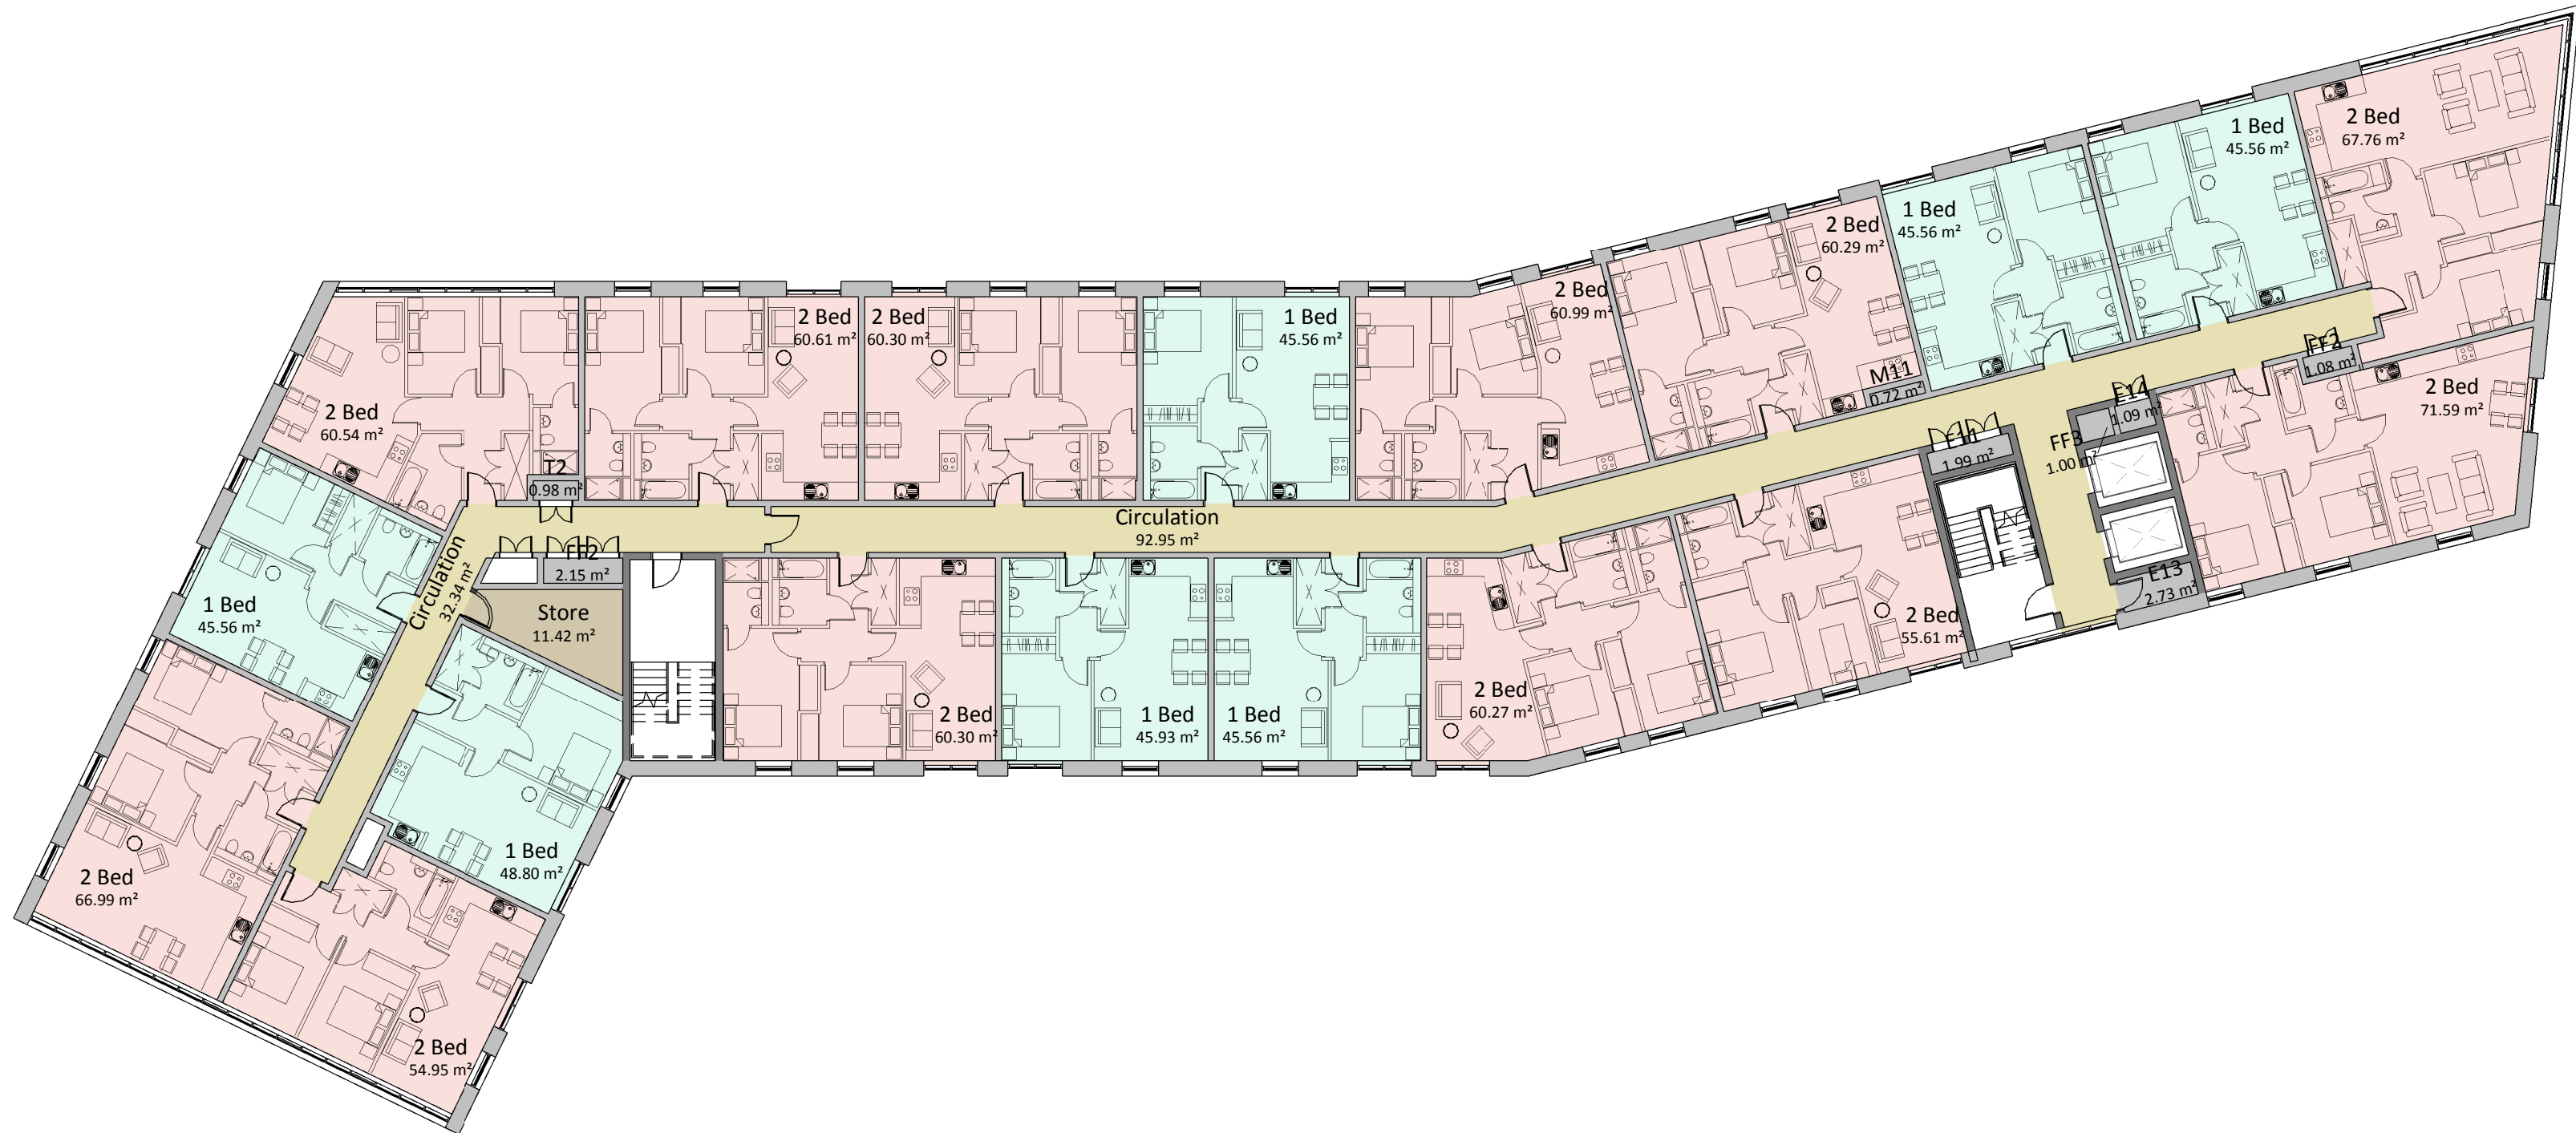 2 Bed
67.76 m²
1 Bed
45.56 m²
1 Bed
45.56 m²
2 Bed
60.29 m²
2 Bed
60.99 m²
1 Bed
45.56 m²
2 Bed
60.30 m²
2 Bed
60.61 m²
2 Bed
60.54 m²
T2
0.98 m²
M11
0.72 m²
FF2
1.08 m²
E14
1.09 m²
FF3
1.00 m²
1.99 m²
2 Bed
71.59 m²
E13
2.73 m²
Circulation
92.95 m²
Circulation
32.34 m²
2.15 m²
Store
11.42 m²
1 Bed
45.56 m²
2 Bed
60.30 m²
1 Bed
45.93 m²
1 Bed
45.56 m²
2 Bed
60.27 m²
2 Bed
55.61 m²
1 Bed
48.80 m²
2 Bed
66.99 m²
2 Bed
54.95 m²